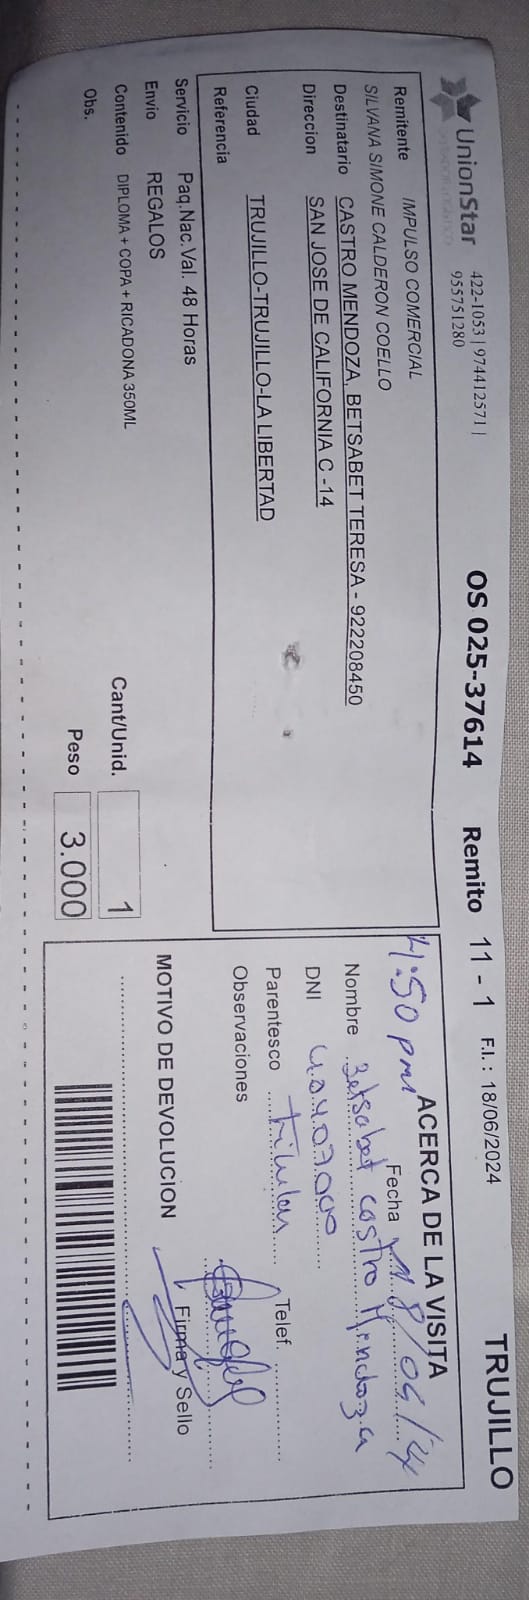 UnionStar
422-1053 | 974412571 |
955751280
OS 025-37614 Remito 11 - 1 F.I. : 18/06/2024 TRUJILLO
Remitente IMPULSO COMERCIAL
SILVANA SIMONE CALDERON COELLO
Destinatario CASTRO MENDOZA, BETSABET TERESA - 922208450
Direccion SAN JOSE DE CALIFORNIA C -14
Ciudad TRUJILLO-TRUJILLO-LA LIBERTAD
Referencia
Servicio Paq.Nac.Val. 48 Horas
Envío REGALOS
Contenido DIPLOMA + COPA + RICADONA 350ML
Obs.
Cant/Unid. 1
Peso 3.000
ACERCA DE LA VISITA
4:50 pm Fecha
Nombre Betsabet Castro Mendoza
DNI
Parentesco Titular Telef.
Observaciones
Firma y Sello
MOTIVO DE DEVOLUCION